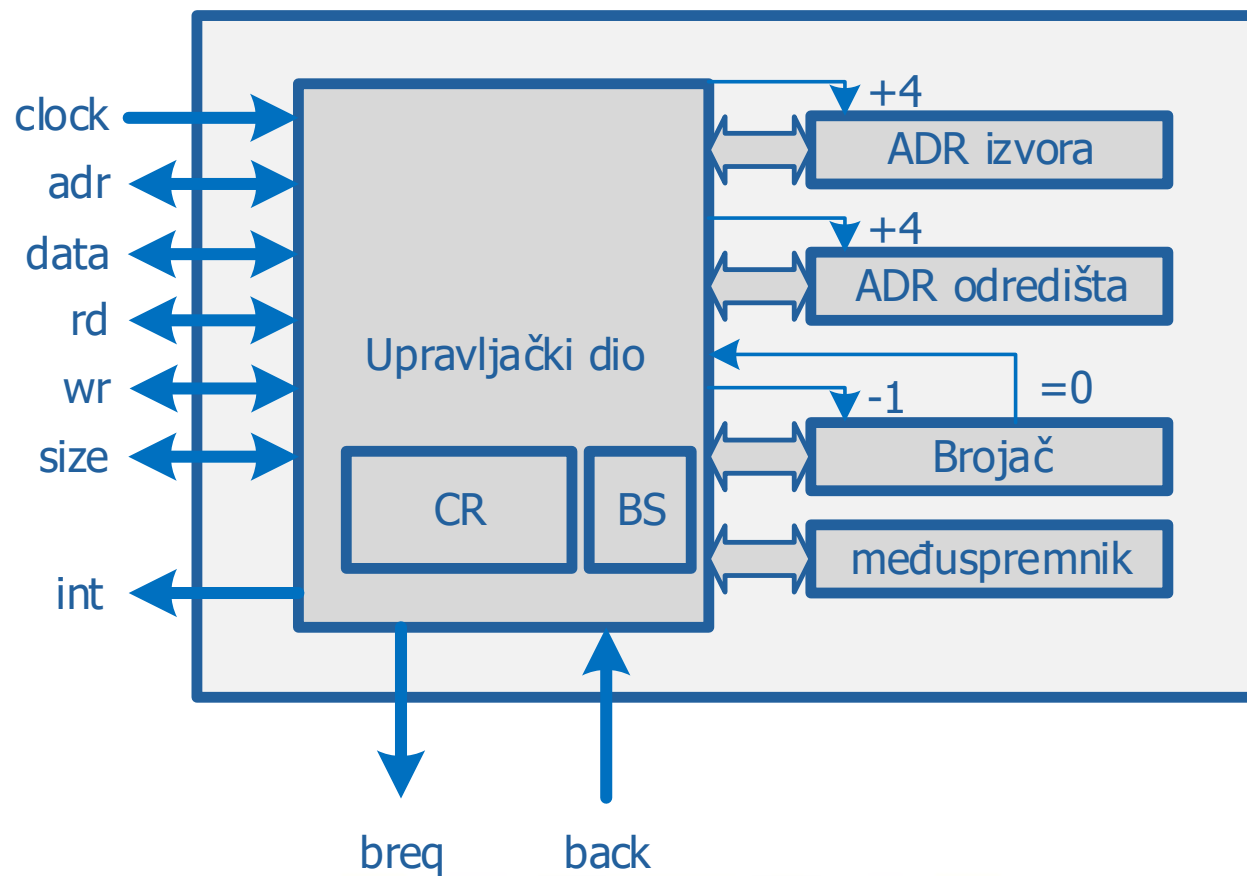 clock
adr
data
rd
wr
size
int
Upravljački dio
CR
BS
+4
ADR izvora
+4
ADR odredišta
=0
-1
Brojač
međuspremnik
breq
back